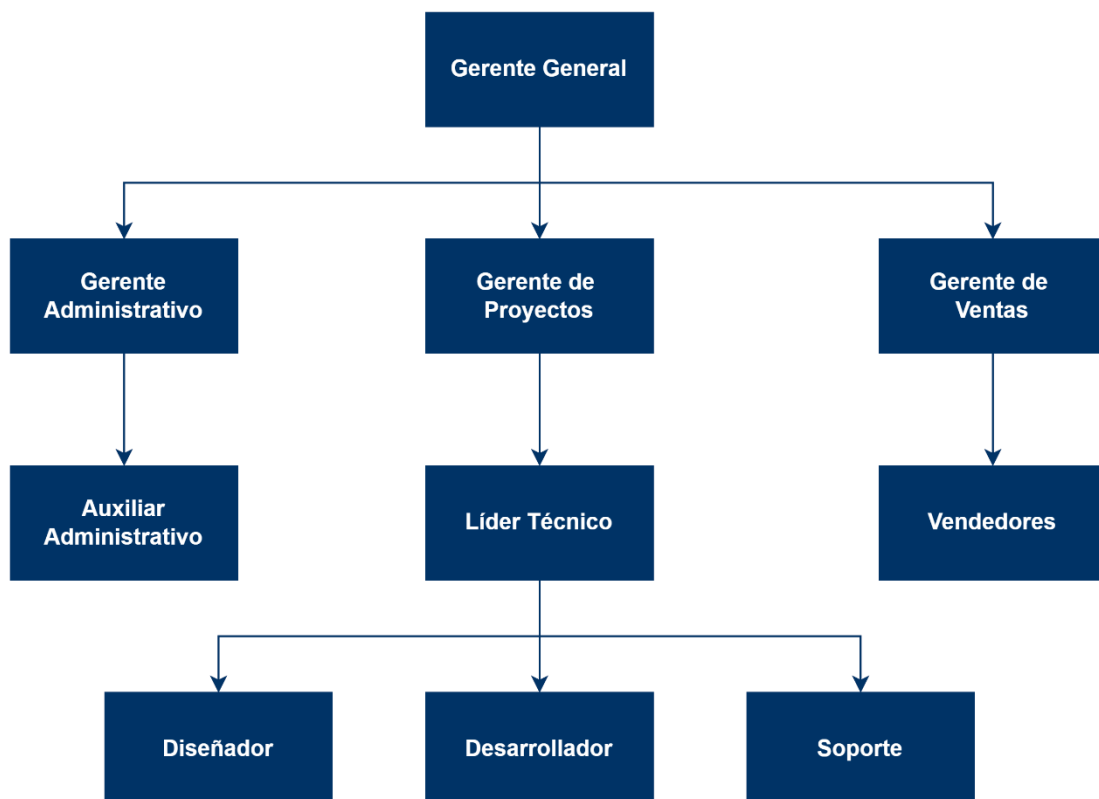 Gerente General
Gerente
Administrativo
Gerente de
Proyectos
Gerente de
Ventas
Auxiliar
Administrativo
Líder Técnico
Vendedores
Diseñador
Desarrollador
Soporte